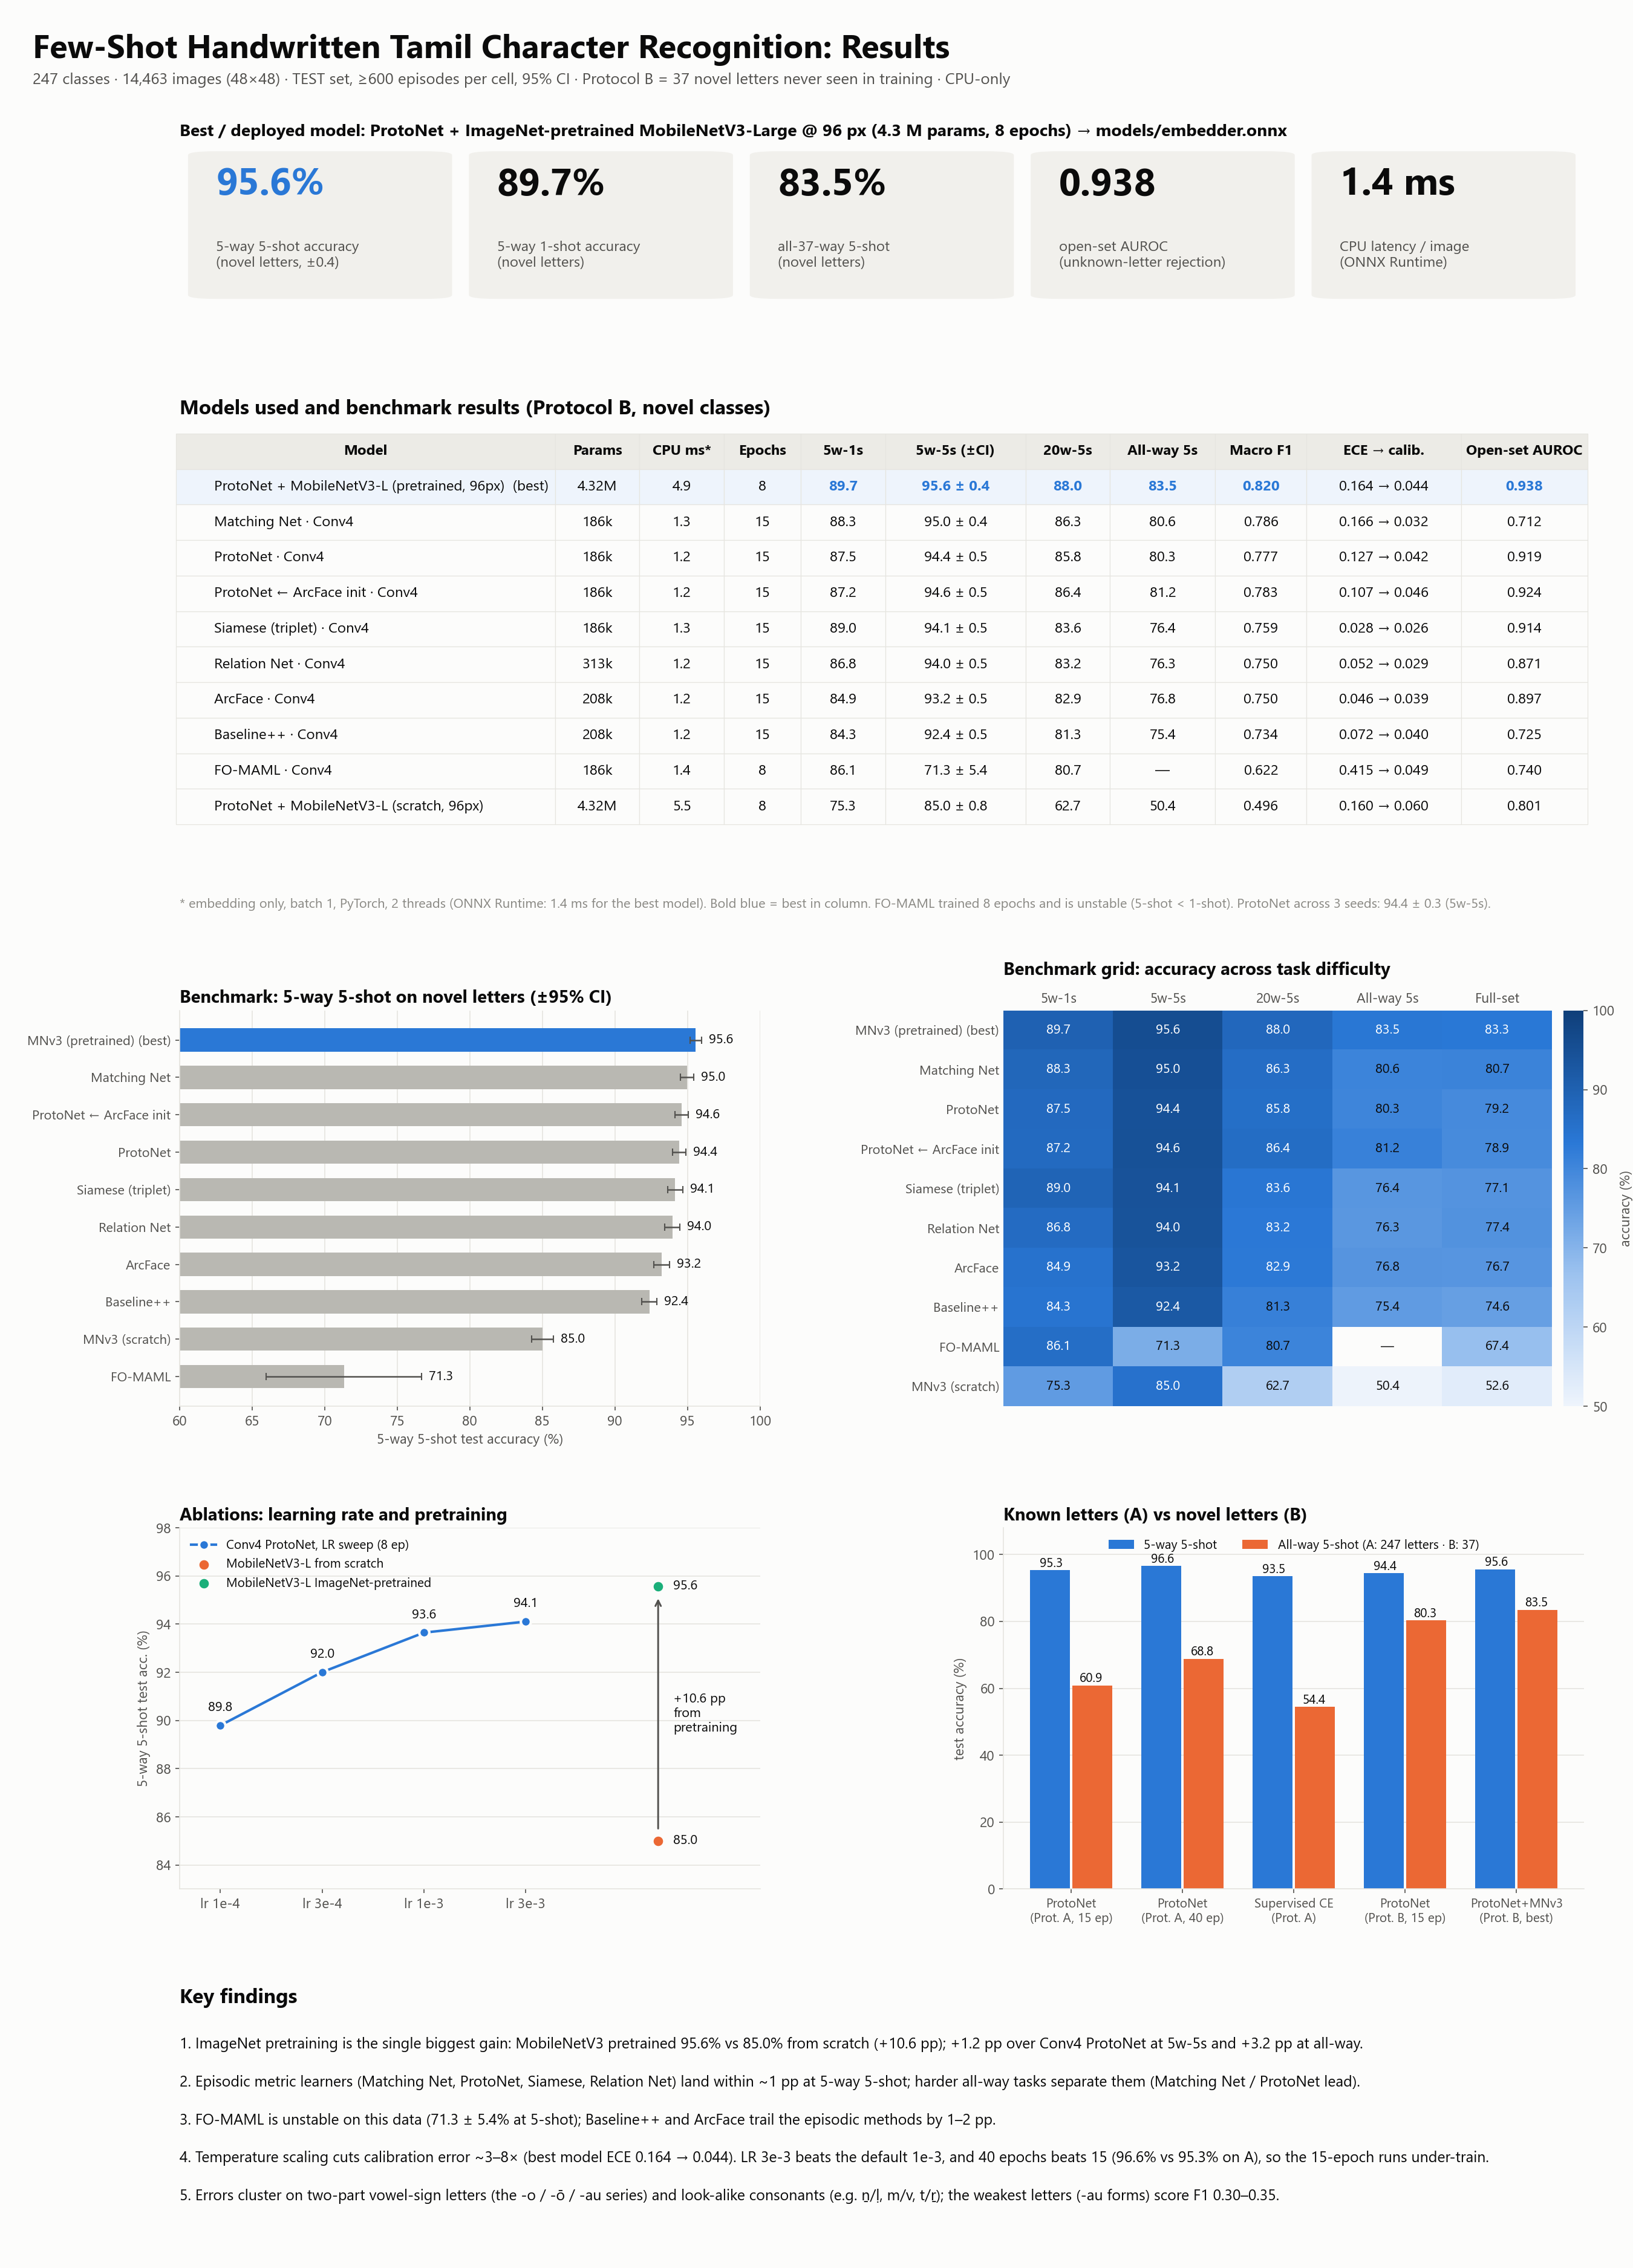 Few-Shot Handwritten Tamil Character Recognition: Results
247 classes · 14,463 images (48×48) · TEST set, ≥600 episodes per cell, 95% CI · Protocol B = 37 novel letters never seen in training · CPU-only
Best / deployed model: ProtoNet + ImageNet-pretrained MobileNetV3-Large @ 96 px (4.3 M params, 8 epochs) → models/embedder.onnx
95.6%
5-way 5-shot accuracy
(novel letters, ±0.4)
89.7%
5-way 1-shot accuracy
(novel letters)
83.5%
all-37-way 5-shot
(novel letters)
0.938
open-set AUROC
(unknown-letter rejection)
1.4 ms
CPU latency / image
(ONNX Runtime)
Models used and benchmark results (Protocol B, novel classes)
Model Params CPU ms* Epochs 5w-1s 5w-5s (±CI) 20w-5s All-way 5s Macro F1 ECE → calib. Open-set AUROC
ProtoNet + MobileNetV3-L (pretrained, 96px) (best) 4.32M 4.9 8 89.7 95.6 ± 0.4 88.0 83.5 0.820 0.164 → 0.044 0.938
Matching Net · Conv4 186k 1.3 15 88.3 95.0 ± 0.4 86.3 80.6 0.786 0.166 → 0.032 0.712
ProtoNet · Conv4 186k 1.2 15 87.5 94.4 ± 0.5 85.8 80.3 0.777 0.127 → 0.042 0.919
ProtoNet ← ArcFace init · Conv4 186k 1.2 15 87.2 94.6 ± 0.5 86.4 81.2 0.783 0.107 → 0.046 0.924
Siamese (triplet) · Conv4 186k 1.3 15 89.0 94.1 ± 0.5 83.6 76.4 0.759 0.028 → 0.026 0.914
Relation Net · Conv4 313k 1.2 15 86.8 94.0 ± 0.5 83.2 76.3 0.750 0.052 → 0.029 0.871
ArcFace · Conv4 208k 1.2 15 84.9 93.2 ± 0.5 82.9 76.8 0.750 0.046 → 0.039 0.897
Baseline++ · Conv4 208k 1.2 15 84.3 92.4 ± 0.5 81.3 75.4 0.734 0.072 → 0.040 0.725
FO-MAML · Conv4 186k 1.4 8 86.1 71.3 ± 5.4 80.7 — 0.622 0.415 → 0.049 0.740
ProtoNet + MobileNetV3-L (scratch, 96px) 4.32M 5.5 8 75.3 85.0 ± 0.8 62.7 50.4 0.496 0.160 → 0.060 0.801
* embedding only, batch 1, PyTorch, 2 threads (ONNX Runtime: 1.4 ms for the best model). Bold blue = best in column. FO-MAML trained 8 epochs and is unstable (5-shot < 1-shot). ProtoNet across 3 seeds: 94.4 ± 0.3 (5w-5s).
Benchmark: 5-way 5-shot on novel letters (±95% CI)
MNv3 (pretrained) (best) 95.6
Matching Net 95.0
ProtoNet ← ArcFace init 94.6
ProtoNet 94.4
Siamese (triplet) 94.1
Relation Net 94.0
ArcFace 93.2
Baseline++ 92.4
MNv3 (scratch) 85.0
FO-MAML 71.3
60 65 70 75 80 85 90 95 100
5-way 5-shot test accuracy (%)
Benchmark grid: accuracy across task difficulty
5w-1s 5w-5s 20w-5s All-way 5s Full-set
MNv3 (pretrained) (best) 89.7 95.6 88.0 83.5 83.3
Matching Net 88.3 95.0 86.3 80.6 80.7
ProtoNet 87.5 94.4 85.8 80.3 79.2
ProtoNet ← ArcFace init 87.2 94.6 86.4 81.2 78.9
Siamese (triplet) 89.0 94.1 83.6 76.4 77.1
Relation Net 86.8 94.0 83.2 76.3 77.4
ArcFace 84.9 93.2 82.9 76.8 76.7
Baseline++ 84.3 92.4 81.3 75.4 74.6
FO-MAML 86.1 71.3 80.7 — 67.4
MNv3 (scratch) 75.3 85.0 62.7 50.4 52.6
100
90
80
70
60
50
accuracy (%)
Ablations: learning rate and pretraining
Conv4 ProtoNet, LR sweep (8 ep)
MobileNetV3-L from scratch
MobileNetV3-L ImageNet-pretrained
98
96
94
92
90
88
86
84
5-way 5-shot test acc. (%)
89.8
92.0
93.6
94.1
95.6
+10.6 pp
from
pretraining
85.0
lr 1e-4 lr 3e-4 lr 1e-3 lr 3e-3
Known letters (A) vs novel letters (B)
5-way 5-shot
All-way 5-shot (A: 247 letters · B: 37)
100
80
60
40
20
0
test accuracy (%)
95.3 60.9
96.6 68.8
93.5 54.4
94.4 80.3
95.6 83.5
ProtoNet
(Prot. A, 15 ep)
ProtoNet
(Prot. A, 40 ep)
Supervised CE
(Prot. A)
ProtoNet
(Prot. B, 15 ep)
ProtoNet+MNv3
(Prot. B, best)
Key findings
1. ImageNet pretraining is the single biggest gain: MobileNetV3 pretrained 95.6% vs 85.0% from scratch (+10.6 pp); +1.2 pp over Conv4 ProtoNet at 5w-5s and +3.2 pp at all-way.
2. Episodic metric learners (Matching Net, ProtoNet, Siamese, Relation Net) land within ~1 pp at 5-way 5-shot; harder all-way tasks separate them (Matching Net / ProtoNet lead).
3. FO-MAML is unstable on this data (71.3 ± 5.4% at 5-shot); Baseline++ and ArcFace trail the episodic methods by 1–2 pp.
4. Temperature scaling cuts calibration error ~3–8× (best model ECE 0.164 → 0.044). LR 3e-3 beats the default 1e-3, and 40 epochs beats 15 (96.6% vs 95.3% on A), so the 15-epoch runs under-train.
5. Errors cluster on two-part vowel-sign letters (the -o / -ō / -au series) and look-alike consonants (e.g. ṉ/ḷ, m/v, t/ṟ); the weakest letters (-au forms) score F1 0.30–0.35.